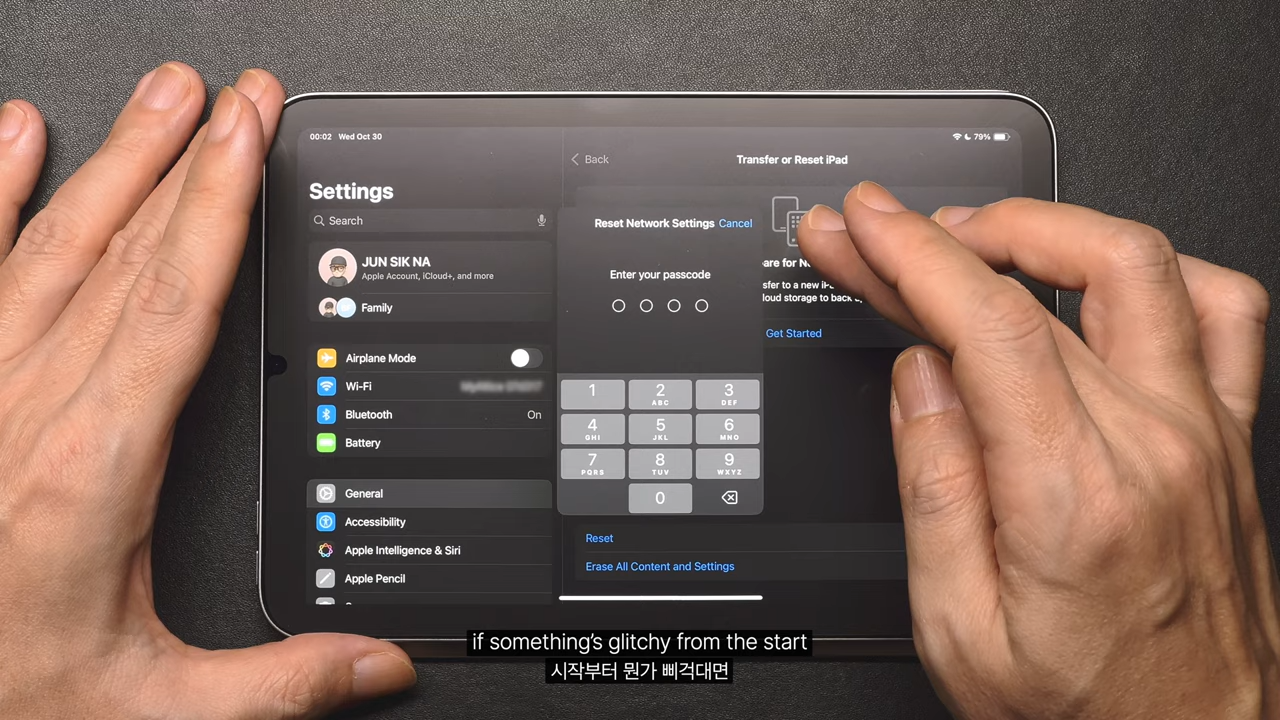 00:02 Wed Oct 30
79%
Settings
Search
JUN SIK NA
Apple Account, iCloud+, and more
Family
Airplane Mode
Wi-Fi
Bluetooth
On
Battery
General
Accessibility
Apple Intelligence & Siri
Apple Pencil
Back
Transfer or Reset iPad
Get Started
Reset
Erase All Content and Settings
Reset Network Settings
Cancel
Enter your passcode
1
2
ABC
3
DEF
4
GHI
5
JKL
6
MNO
7
PQRS
8
TUV
9
WXYZ
0
if something's glitchy from the start
시작부터 뭔가 삐걱대면